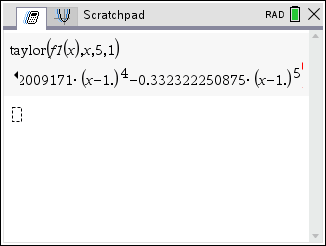 Scratchpad RAD
taylor(f1(x),x,5,1)
2009171·(x-1.)^4-0.332322250875·(x-1.)^5